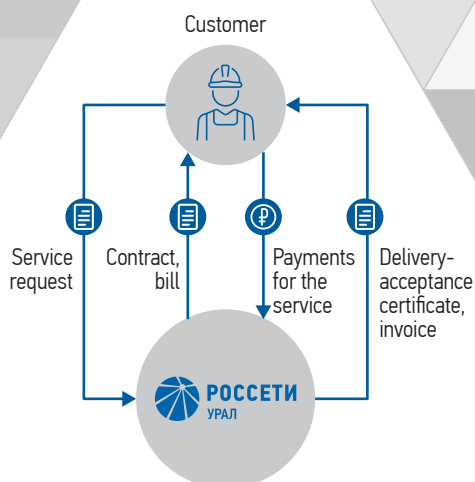 Customer
Service
request
Contract,
bill
Payments
for the
service
Delivery-
acceptance
certificate,
invoice
РОССЕТИ
УРАЛ